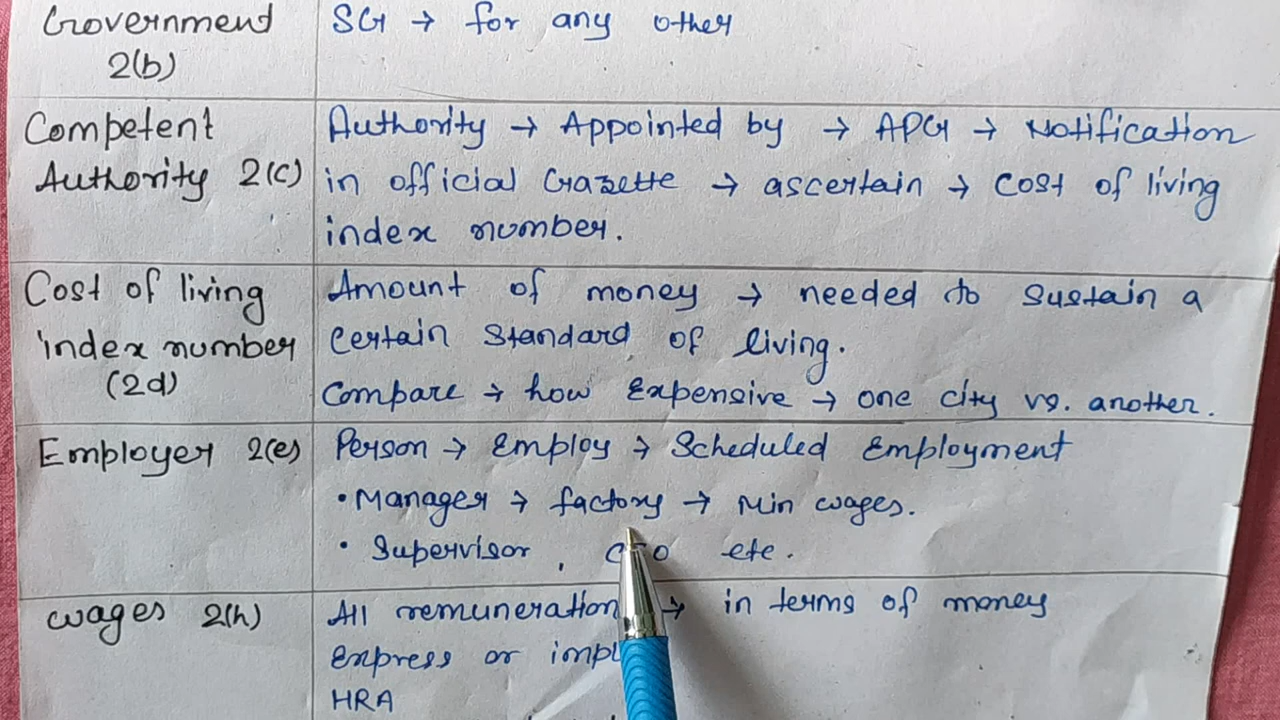 Government SG → for any other
2(b)
Competent Authority → Appointed by → APG → Notification
Authority 2(c) in official Gazette → ascertain → Cost of living
index number.
Cost of living Amount of money → needed to sustain a
index number certain standard of living.
(2d) Compare → how expensive → one city vs. another.
Employer 2(e) Person → Employ → Scheduled Employment
• Manager → factory → Min wages.
• Supervisor, etc.
wages 2(h) All remuneration → in terms of money
Express or
HRA